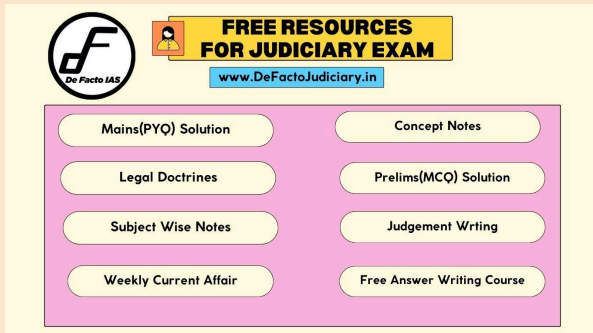 De Facto IAS
FREE RESOURCES
FOR JUDICIARY EXAM
www.DeFactoJudiciary.in
Mains(PYQ) Solution
Concept Notes
Legal Doctrines
Prelims(MCQ) Solution
Subject Wise Notes
Judgement Wrting
Weekly Current Affair
Free Answer Writing Course